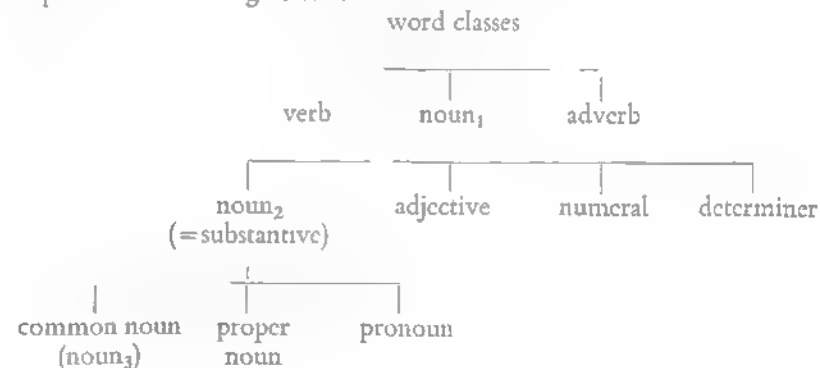 word classes
verb noun₁ adverb
noun₂ adjective numeral determiner
(=substantive)
common noun proper pronoun
(noun₃) noun